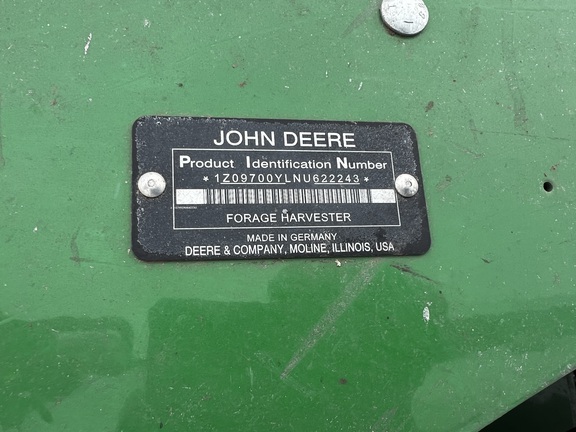 JOHN DEERE
Product Identification Number
*1Z09700YLNU622243*
FORAGE HARVESTER
MADE IN GERMANY
DEERE & COMPANY, MOLINE, ILLINOIS, USA